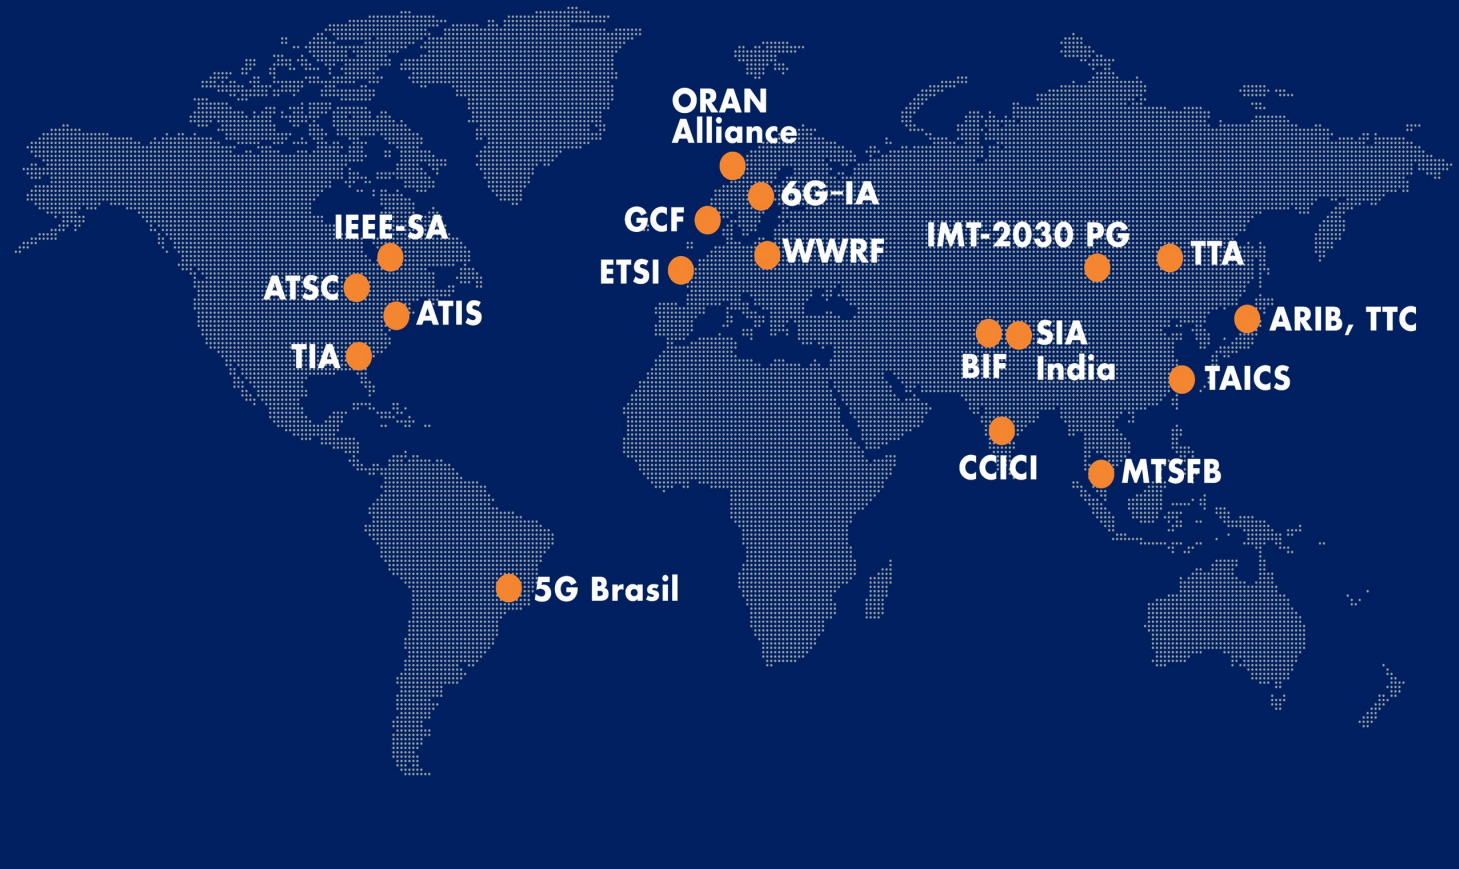 ORAN
Alliance
6G-IA
GCF
IEEE-SA
IMT-2030 PG
WWRF
TTA
ETSI
ATSC
ATIS
ARIB, TTC
SIA
India
TIA
BIF
TAICS
CCICI
MTSFB
5G Brasil